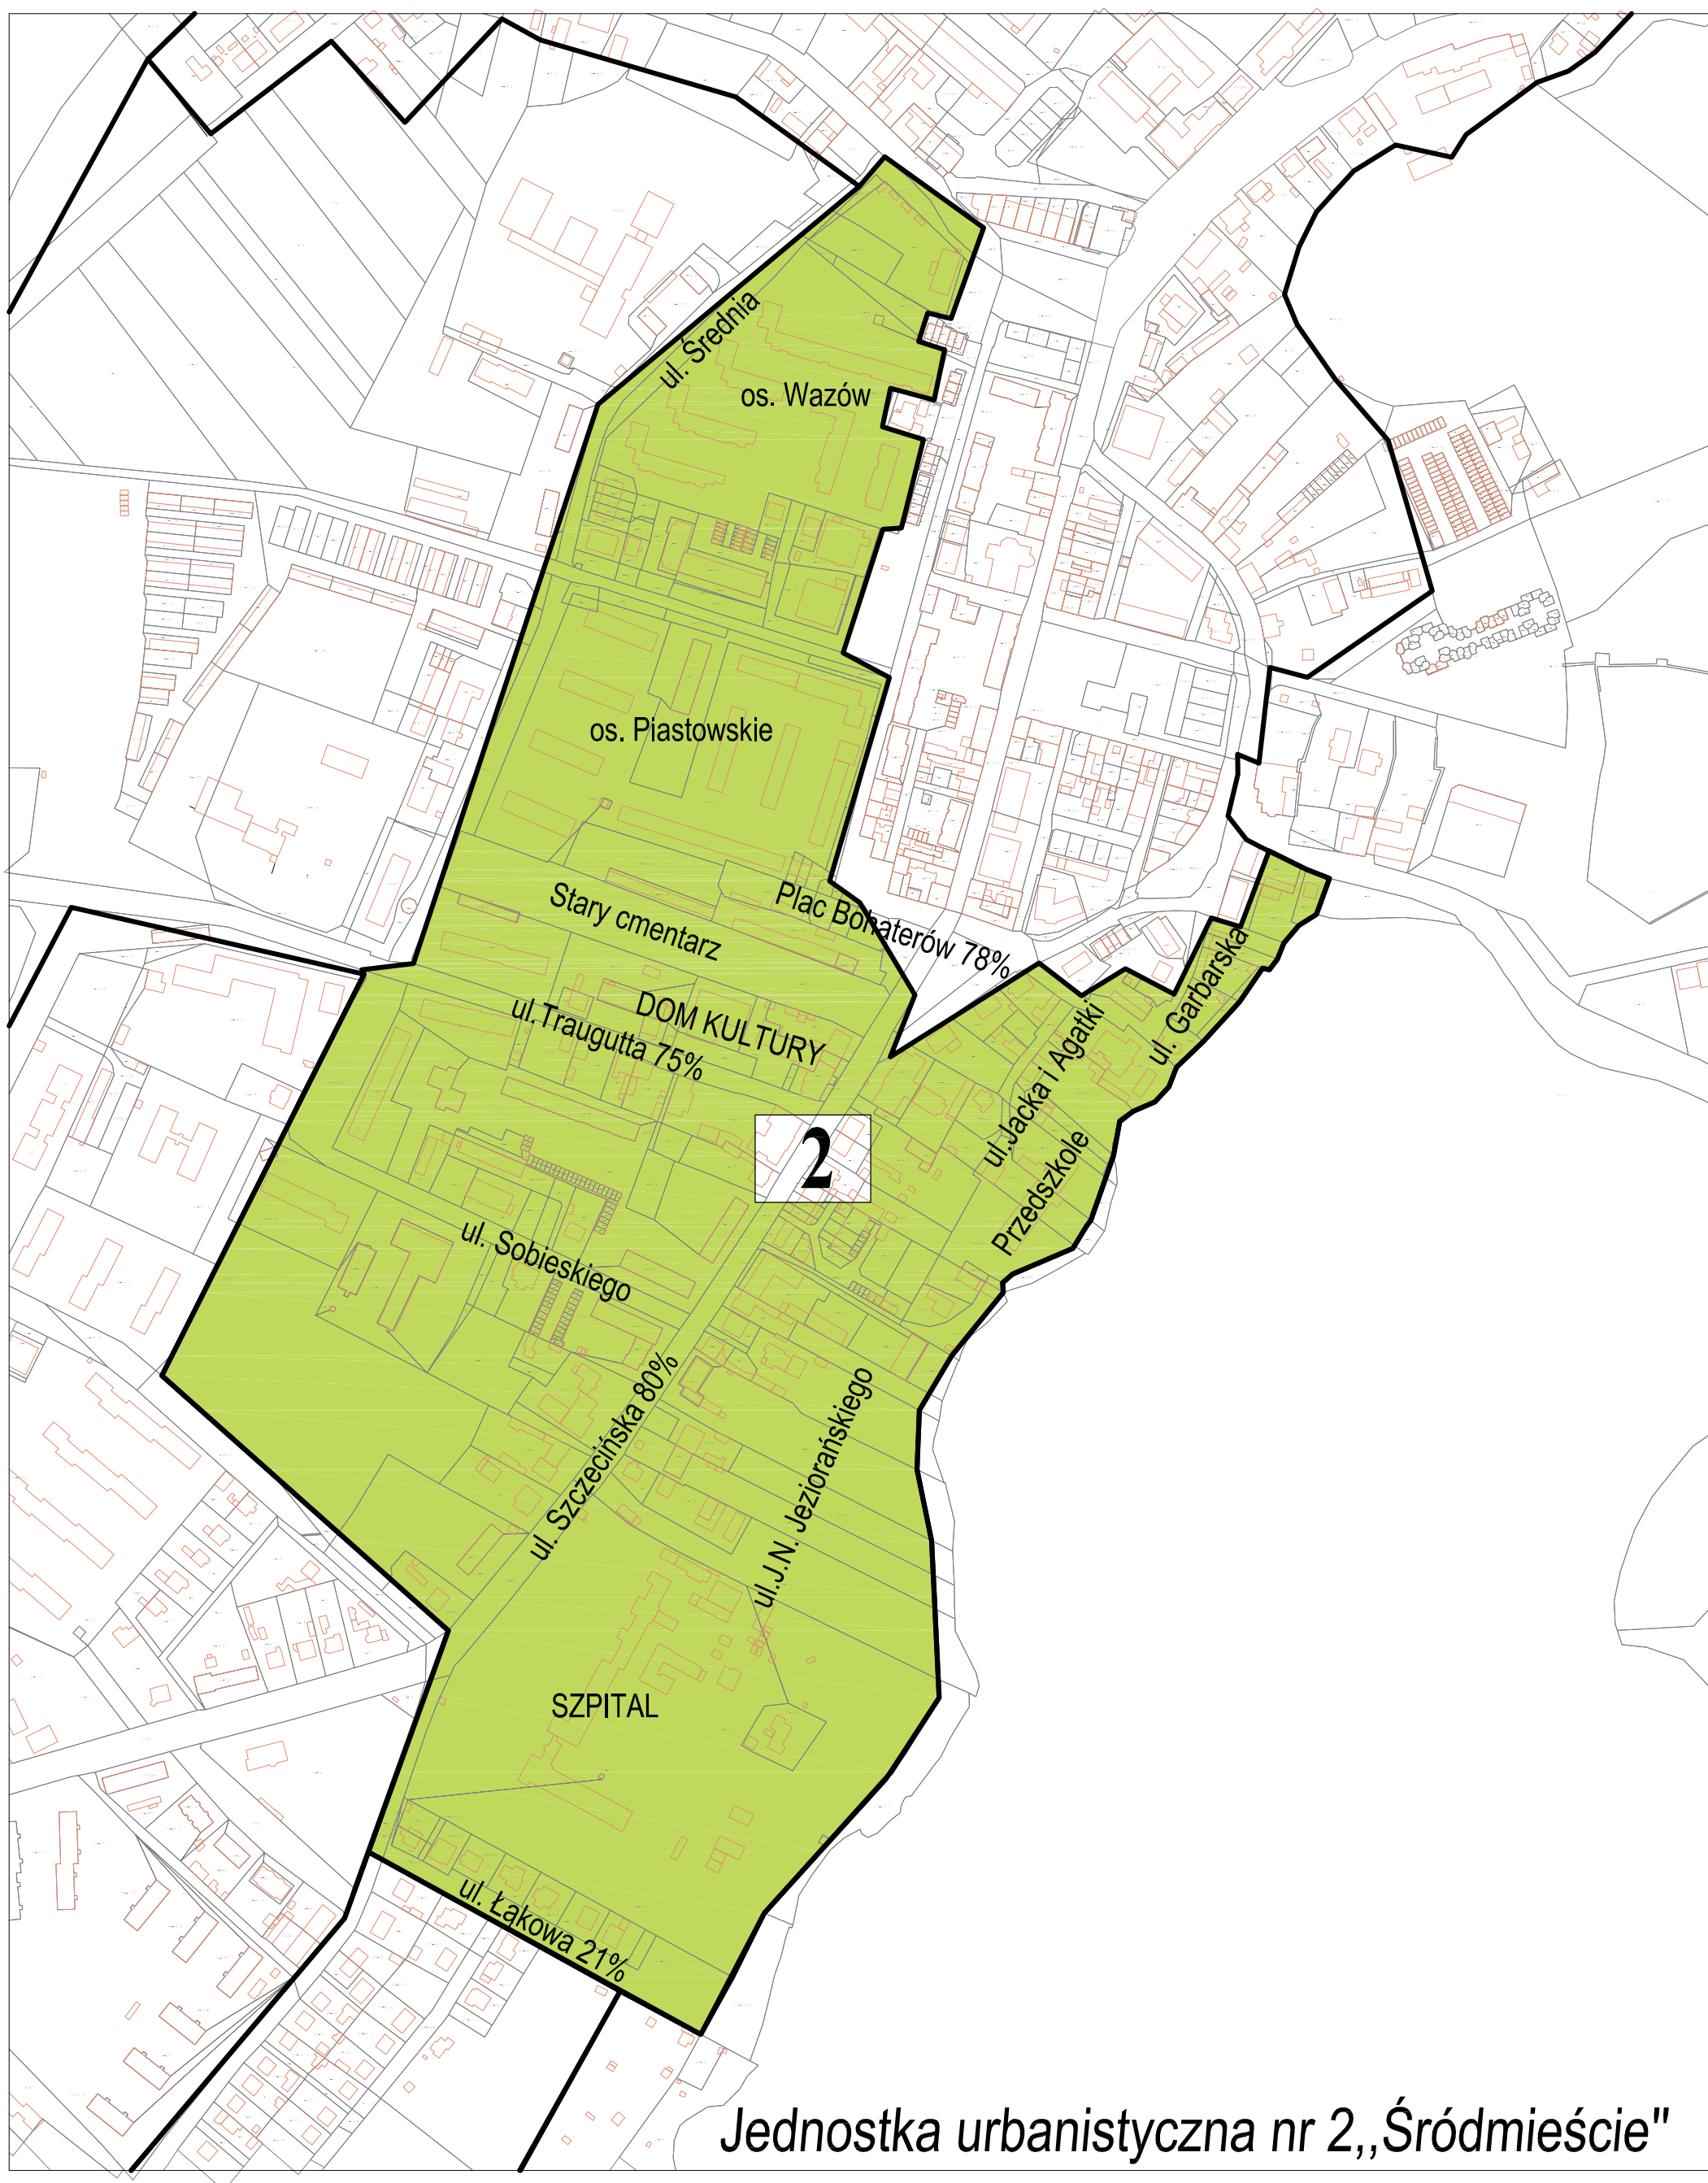 ul. Średnia
os. Wazów
os. Piastowskie
Stary cmentarz
Plac Bohaterów 78%
DOM KULTURY
ul.Traugutta 75%
ul. Garbarska
ul.Jacka i Agatki
Przedszkole
2
ul. Sobieskiego
ul. Szczecińska 80%
ul.J.N. Jeziorańskiego
SZPITAL
ul. Łąkowa 21%
Jednostka urbanistyczna nr 2,,Śródmieście"